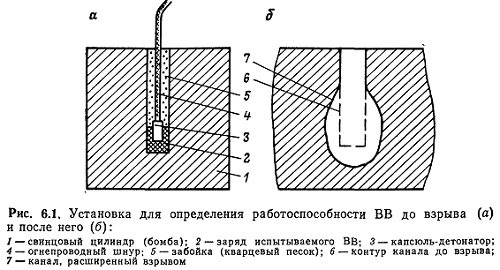 а
б
5
4
3
2
1
7
6
Рис. 6.1. Установка для определения работоспособности ВВ до взрыва (а)
и после него (б):
1 — свинцовый цилиндр (бомба); 2 — заряд испытываемого ВВ; 3 — капсюль-детонатор;
4 — огнепроводный шнур; 5 — забойка (кварцевый песок); 6 — контур канала до взрыва;
7 — канал, расширенный взрывом